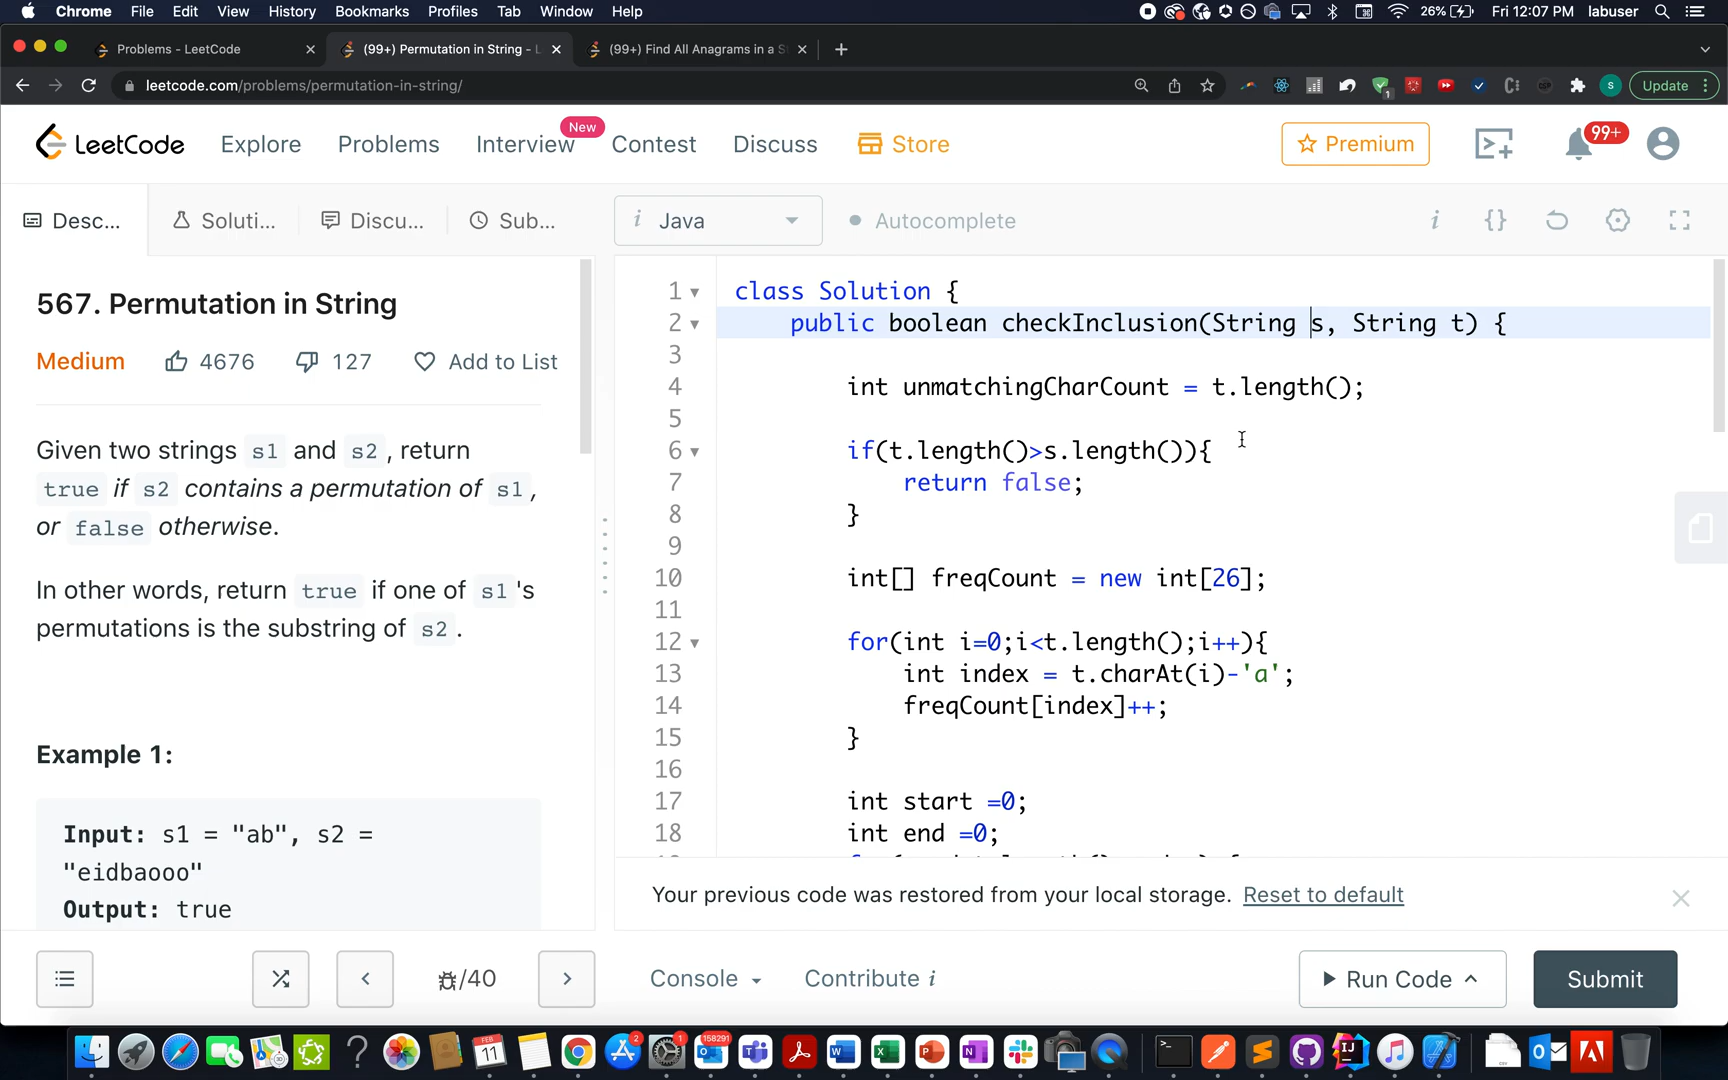 Chrome File Edit View History Bookmarks Profiles Tab Window Help 26% Fri 12:07 PM labuser
Problems - LeetCode (99+) Permutation in String - L (99+) Find All Anagrams in a S
leetcode.com/problems/permutation-in-string/ Update
LeetCode Explore Problems Interview New Contest Discuss Store Premium 99+
Desc... Soluti... Discu... Sub...
i Java Autocomplete
567. Permutation in String
Medium 4676 127 Add to List
Given two strings s1 and s2, return
true if s2 contains a permutation of s1,
or false otherwise.
In other words, return true if one of s1's
permutations is the substring of s2.
Example 1:
Input: s1 = "ab", s2 =
"eidbaooo"
Output: true
1 class Solution {
2 public boolean checkInclusion(String s, String t) {
3
4 int unmatchingCharCount = t.length();
5
6 if(t.length()>s.length()){
7 return false;
8 }
9
10 int[] freqCount = new int[26];
11
12 for(int i=0;i<t.length();i++){
13 int index = t.charAt(i)-'a';
14 freqCount[index]++;
15 }
16
17 int start =0;
18 int end =0;
Your previous code was restored from your local storage. Reset to default
/40 Console Contribute i Run Code Submit